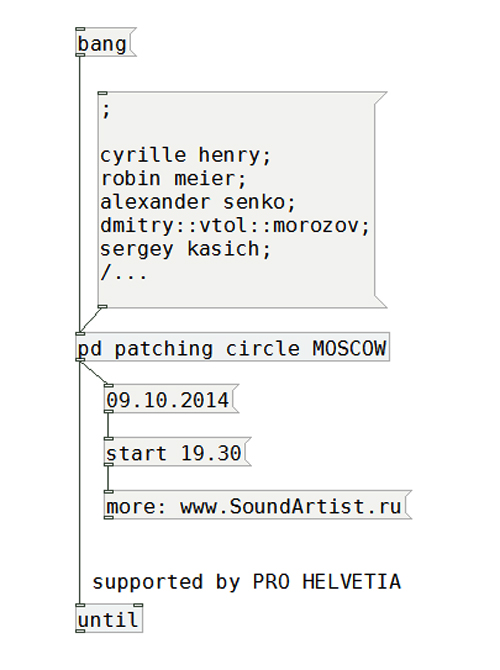 bang
;
cyrille henry;
robin meier;
alexander senko;
dmitry::vtol::morozov;
sergey kasich;
/...
pd patching circle MOSCOW
09.10.2014
start 19.30
more: www.SoundArtist.ru
supported by PRO HELVETIA
until